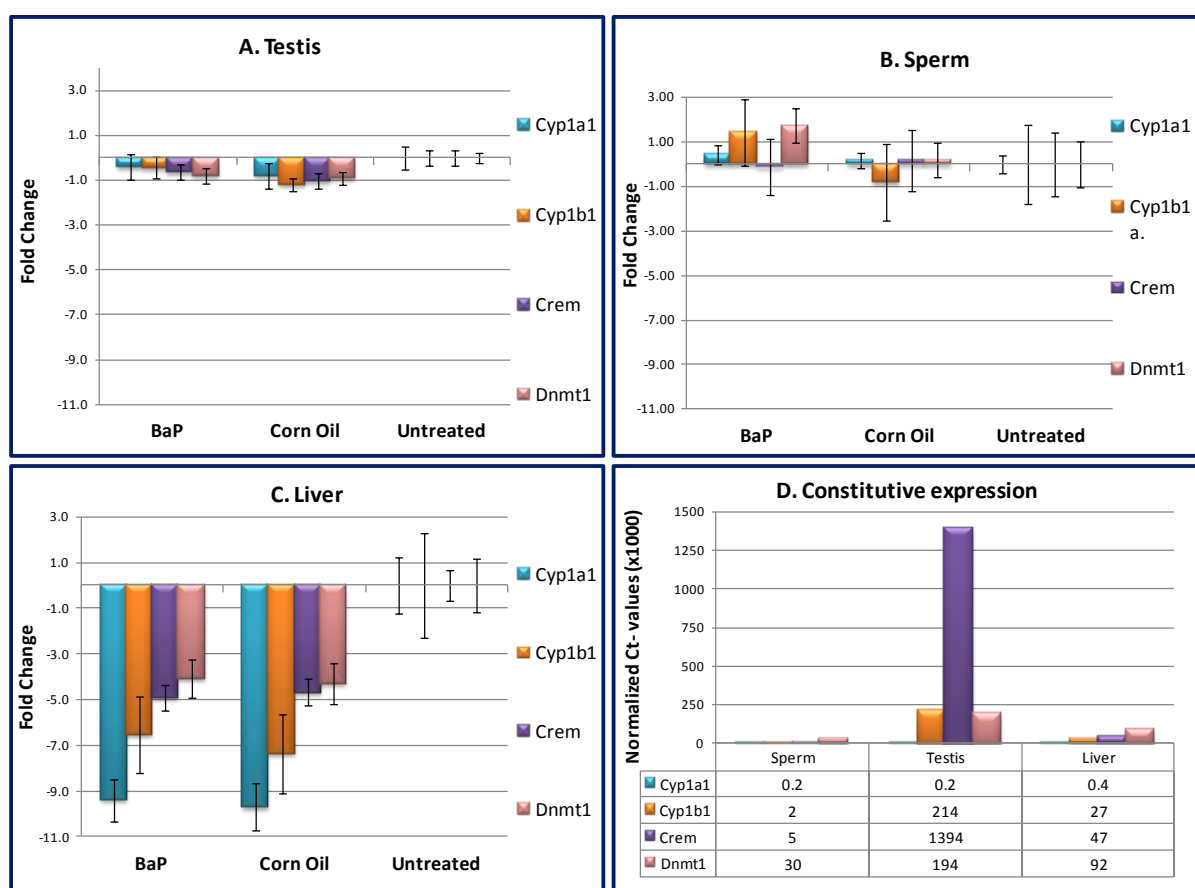 A. Testis
Fold Change
3.0
1.0
-1.0
-3.0
-5.0
-7.0
-9.0
-11.0
BaP Corn Oil Untreated
Cyp1a1
Cyp1b1
Crem
Dnmt1
B. Sperm
Fold Change
3.00
1.00
-1.00
-3.00
-5.00
-7.00
-9.00
-11.00
BaP Corn Oil Untreated
Cyp1a1
Cyp1b1
a.
Crem
Dnmt1
C. Liver
Fold Change
3.0
1.0
-1.0
-3.0
-5.0
-7.0
-9.0
-11.0
BaP Corn Oil Untreated
Cyp1a1
Cyp1b1
Crem
Dnmt1
D. Constitutive expression
Normalized Ct- values (x1000)
1500
1250
1000
750
500
250
0
Sperm Testis Liver
Cyp1a1 0.2 0.2 0.4
Cyp1b1 2 214 27
Crem 5 1394 47
Dnmt1 30 194 92